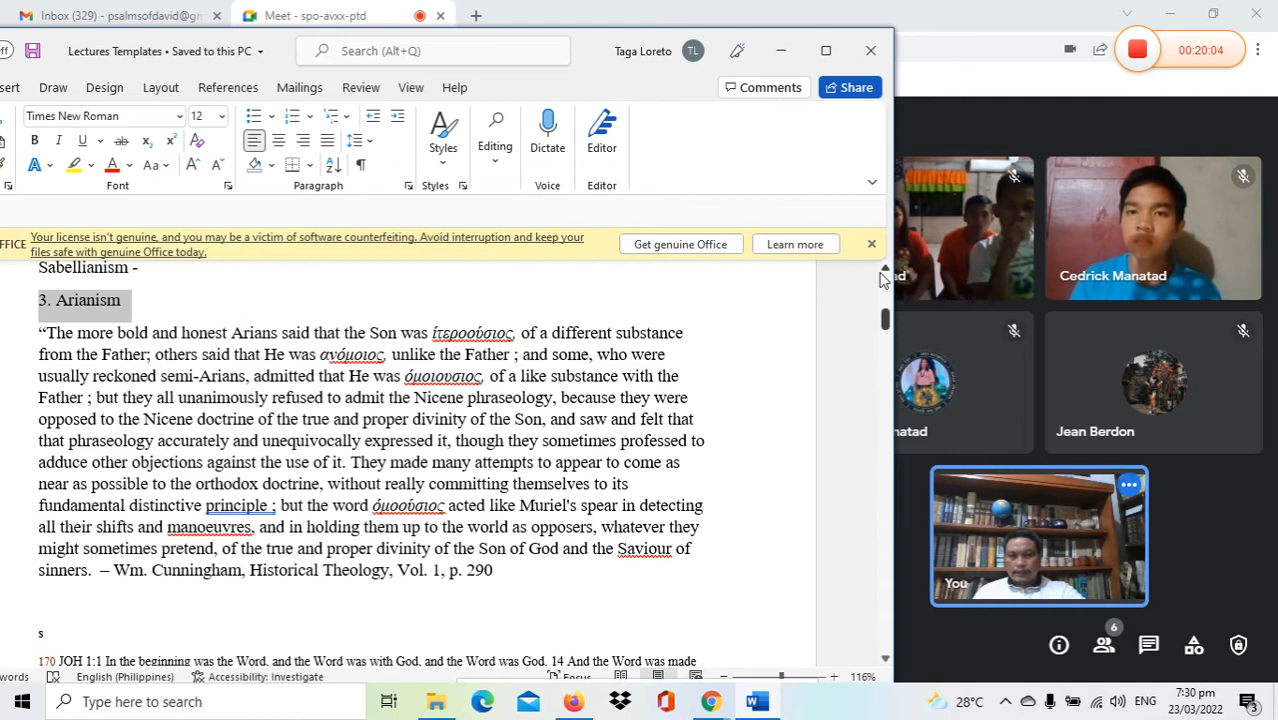 Inbox (329) - psalmsofdavid@gm
Meet - spo-avxx-ptd
ff
Lectures Templates • Saved to this PC
Search (Alt+Q)
Taga Loreto
TL
00:20:04
sert
Draw
Design
Layout
References
Mailings
Review
View
Help
Comments
Share
Times New Roman
12
Styles
Editing
Dictate
Editor
Font
Paragraph
Styles
Voice
Editor
OFFICE
Your license isn't genuine, and you may be a victim of software counterfeiting. Avoid interruption and keep your
files safe with genuine Office today.
Get genuine Office
Learn more
Sabellianism -
3. Arianism
“The more bold and honest Arians said that the Son was ἑτεροούσιος, of a different substance
from the Father; others said that He was ανόμοιος, unlike the Father ; and some, who were
usually reckoned semi-Arians, admitted that He was ὁμοιουσιος, of a like substance with the
Father ; but they all unanimously refused to admit the Nicene phraseology, because they were
opposed to the Nicene doctrine of the true and proper divinity of the Son, and saw and felt that
that phraseology accurately and unequivocally expressed it, though they sometimes professed to
adduce other objections against the use of it. They made many attempts to appear to come as
near as possible to the orthodox doctrine, without really committing themselves to its
fundamental distinctive principle ; but the word ὁμοούσιος acted like Muriel's spear in detecting
all their shifts and manoeuvres, and in holding them up to the world as opposers, whatever they
might sometimes pretend, of the true and proper divinity of the Son of God and the Saviour of
sinners. – Wm. Cunningham, Historical Theology, Vol. 1, p. 290
s
170 JOH 1:1 In the beginning was the Word, and the Word was with God, and the Word was God. 14 And the Word was made
words
English (Philippines)
Accessibility: Investigate
Focus
116%
d
Cedrick Manatad
natad
Jean Berdon
You
6
Type here to search
28°C
ENG
7:30 pm
23/03/2022
3